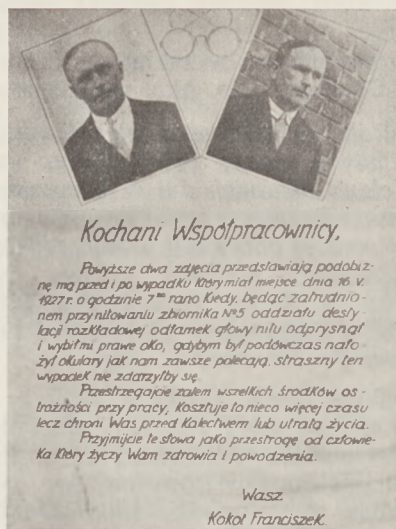 Kochani Współpracownicy,
Powyższe dwa zdjęcia przedstawiają podobiz-
nę mą przed i po wypadku który miał miejsce dnia 16. V.
1927 r. o godzinie 7ᵐᵉ rano kiedy, będąc zatrudnio-
nem przy nitowaniu zbiornika №5 oddziału desty-
lacji rozkładowej odłamek głowy nitu odprysnął
i wybił mi prawe oko, gdybym był podówczas nało-
żył okulary jak nam zawsze polecają, straszny ten
wypadek nie zdarzyłby się.
Przestrzegajcie zatem wszelkich środków os-
trożności przy pracy, kosztuje to nieco więcej czasu
lecz chroni Was przed kalectwem lub utratą życia.
Przyjmijcie te słowa jako przestrogę od człowie-
ka który życzy Wam zdrowia i powodzenia.
Wasz
Kokot Franciszek.